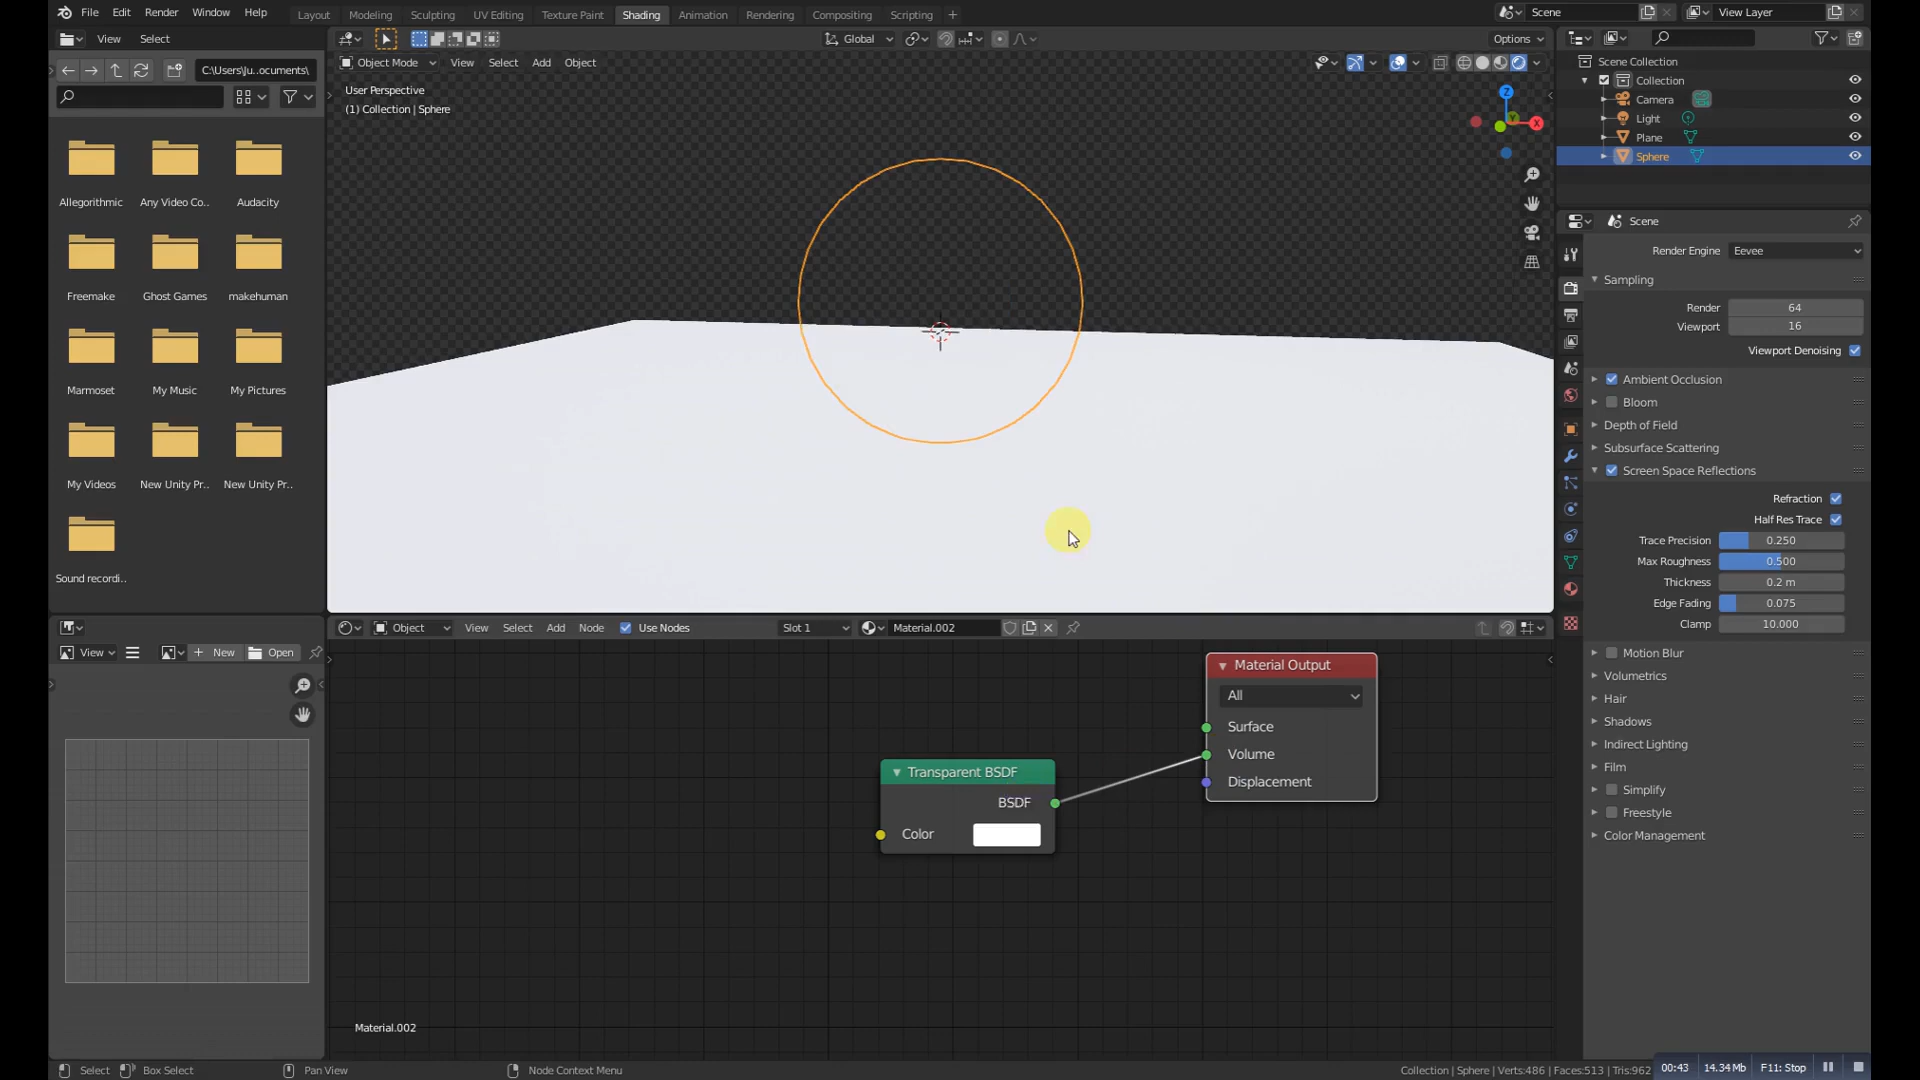 File Edit Render Window Help Layout Modeling Sculpting UV Editing Texture Paint Shading Animation Rendering Compositing Scripting + Scene View Layer
View Select Global Options
C:\Users\Ju..ocuments\ Object Mode View Select Add Object
User Perspective
(1) Collection | Sphere
Z
Y
X
Scene Collection
Collection
Camera
Light
Plane
Sphere
Allegorithmic Any Video Co.. Audacity
Freemake Ghost Games makehuman
Marmoset My Music My Pictures
My Videos New Unity Pr.. New Unity Pr..
Sound recordi..
Scene
Render Engine Eevee
Sampling
Render 64
Viewport 16
Viewport Denoising
Ambient Occlusion
Bloom
Depth of Field
Subsurface Scattering
Screen Space Reflections
Refraction
Half Res Trace
Trace Precision 0.250
Max Roughness 0.500
Thickness 0.2 m
Edge Fading 0.075
Clamp 10.000
Motion Blur
Volumetrics
Hair
Shadows
Indirect Lighting
Film
Simplify
Freestyle
Color Management
Object View Select Add Node Use Nodes Slot 1 Material.002
View New Open
Material Output
All
Surface
Volume
Displacement
Transparent BSDF
BSDF
Color
Material.002
Select Box Select Pan View Node Context Menu Collection | Sphere | Verts:486 | Faces:513 | Tris:962
00:43 14.34 Mb F11: Stop